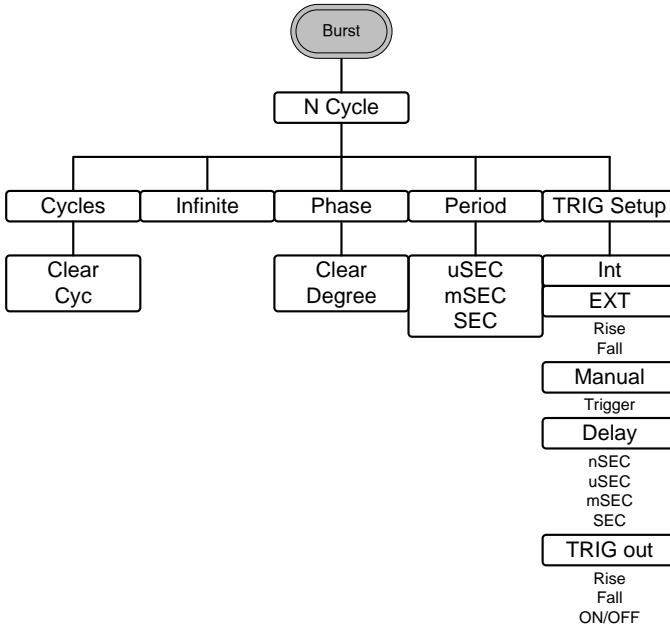 Burst
N Cycle
Cycles
Infinite
Phase
Period
TRIG Setup
Clear
Cyc
Clear
Degree
uSEC
mSEC
SEC
Int
EXT
Rise
Fall
Manual
Trigger
Delay
nSEC
uSEC
mSEC
SEC
TRIG out
Rise
Fall
ON/OFF